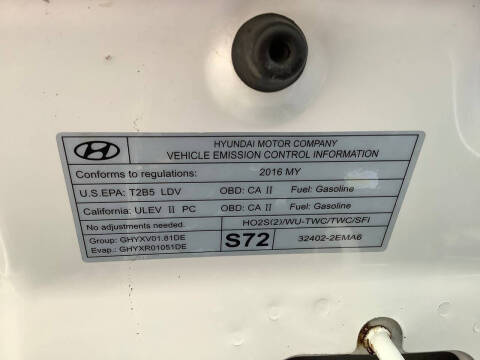 HYUNDAI MOTOR COMPANY
VEHICLE EMISSION CONTROL INFORMATION
Conforms to regulations: 2016 MY
U.S.EPA: T2B5 LDV OBD: CA II Fuel: Gasoline
California: ULEV II PC OBD: CA II Fuel: Gasoline
No adjustments needed. HO2S(2)/WU-TWC/TWC/SFI
Group: GHYXV01.81DE S72 32402-2EMA6
Evap.: GHYXR01051DE